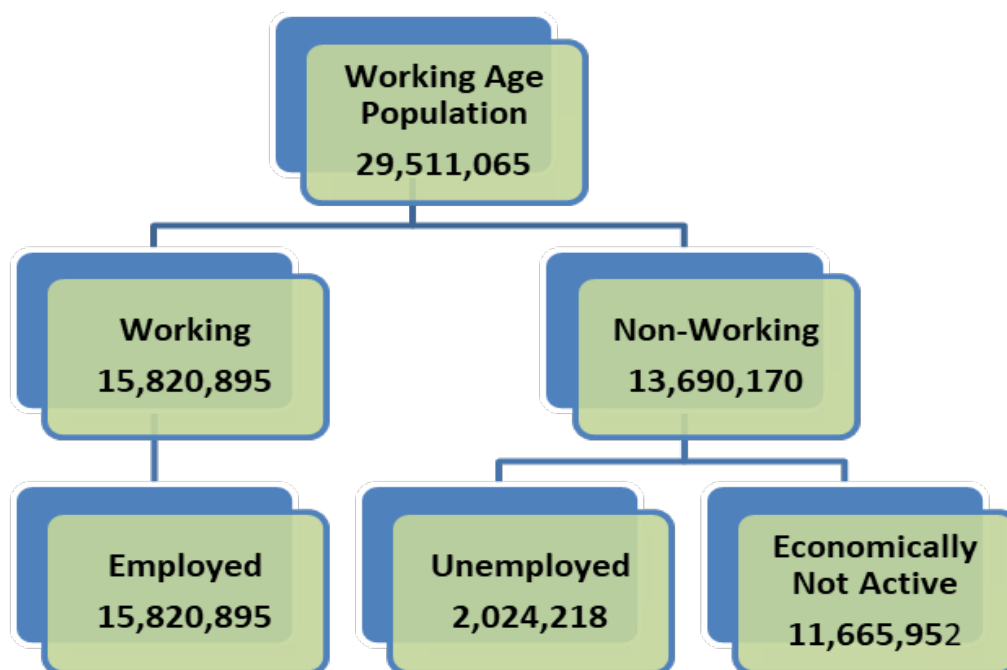 Working Age
Population
29,511,065
Working
15,820,895
Non-Working
13,690,170
Employed
15,820,895
Unemployed
2,024,218
Economically
Not Active
11,665,952